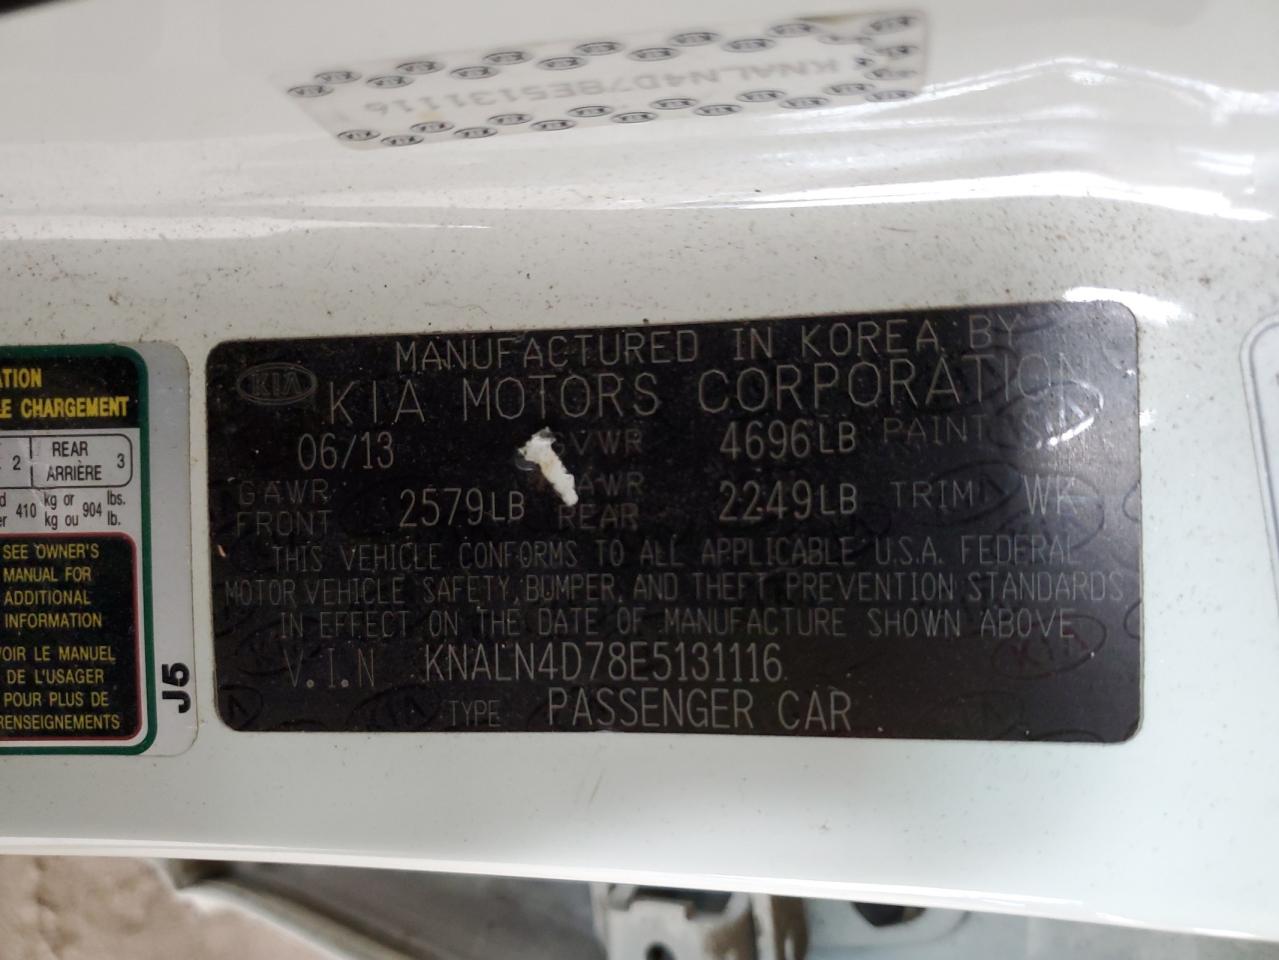 KNALN4D78E5131116
MANUFACTURED IN KOREA BY
KIA
KIA MOTORS CORPORATION
06/13 GVWR 4696LB PAINT
GAWR FRONT 2579LB GAWR REAR 2249LB TRIM WK
THIS VEHICLE CONFORMS TO ALL APPLICABLE U.S.A. FEDERAL
MOTOR VEHICLE SAFETY, BUMPER, AND THEFT PREVENTION STANDARDS
IN EFFECT ON THE DATE OF MANUFACTURE SHOWN ABOVE
V.I.N KNALN4D78E5131116
TYPE PASSENGER CAR
CHARGEMENT
2 REAR ARRIÈRE 3
410 kg or 904 lbs.
kg ou lb.
SEE OWNER'S
MANUAL FOR
ADDITIONAL
INFORMATION
LE MANUEL
DE L'USAGER
POUR PLUS DE
RENSEIGNEMENTS
J5